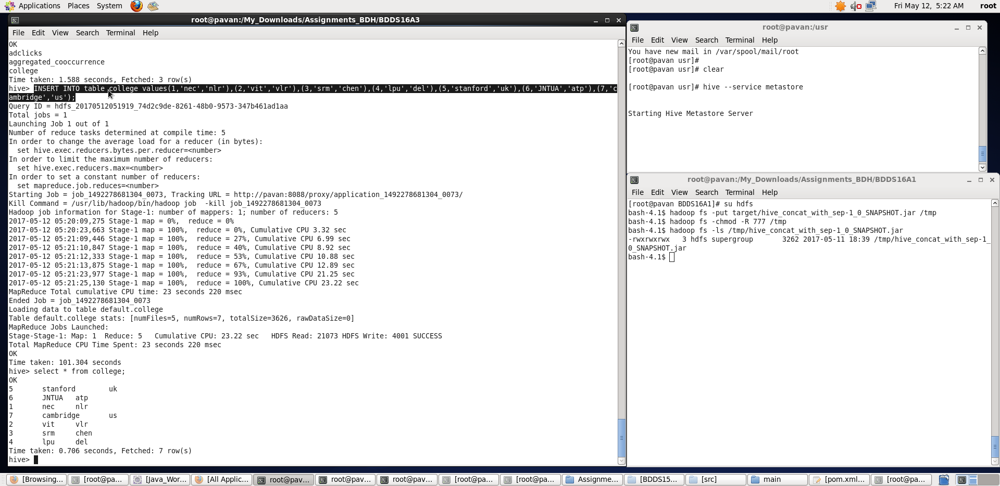 Applications Places System Fri May 12, 5:22 AM root
root@pavan:/My_Downloads/Assignments_BDH/BDDS16A3
File Edit View Search Terminal Help
OK
adclicks
aggregated_cooccurrence
college
Time taken: 1.588 seconds, Fetched: 3 row(s)
hive> INSERT INTO table college values(1,'nec','nlr'),(2,'vit','vlr'),(3,'srm','chen'),(4,'lpu','del'),(5,'stanford','uk'),(6,'JNTUA','atp'),(7,'c
ambridge','us');
Query ID = hdfs_20170512051919_74d2c9de-8261-48b0-9573-347b461ad1aa
Total jobs = 1
Launching Job 1 out of 1
Number of reduce tasks determined at compile time: 5
In order to change the average load for a reducer (in bytes):
  set hive.exec.reducers.bytes.per.reducer=<number>
In order to limit the maximum number of reducers:
  set hive.exec.reducers.max=<number>
In order to set a constant number of reducers:
  set mapreduce.job.reduces=<number>
Starting Job = job_1492278681304_0073, Tracking URL = http://pavan:8088/proxy/application_1492278681304_0073/
Kill Command = /usr/lib/hadoop/bin/hadoop job  -kill job_1492278681304_0073
Hadoop job information for Stage-1: number of mappers: 1; number of reducers: 5
2017-05-12 05:20:09,275 Stage-1 map = 0%,  reduce = 0%
2017-05-12 05:20:23,663 Stage-1 map = 100%,  reduce = 0%, Cumulative CPU 3.32 sec
2017-05-12 05:21:09,446 Stage-1 map = 100%,  reduce = 27%, Cumulative CPU 6.99 sec
2017-05-12 05:21:10,847 Stage-1 map = 100%,  reduce = 40%, Cumulative CPU 8.92 sec
2017-05-12 05:21:12,333 Stage-1 map = 100%,  reduce = 53%, Cumulative CPU 10.88 sec
2017-05-12 05:21:13,875 Stage-1 map = 100%,  reduce = 67%, Cumulative CPU 12.89 sec
2017-05-12 05:21:23,977 Stage-1 map = 100%,  reduce = 93%, Cumulative CPU 21.25 sec
2017-05-12 05:21:25,130 Stage-1 map = 100%,  reduce = 100%, Cumulative CPU 23.22 sec
MapReduce Total cumulative CPU time: 23 seconds 220 msec
Ended Job = job_1492278681304_0073
Loading data to table default.college
Table default.college stats: [numFiles=5, numRows=7, totalSize=3626, rawDataSize=0]
MapReduce Jobs Launched:
Stage-Stage-1: Map: 1  Reduce: 5   Cumulative CPU: 23.22 sec   HDFS Read: 21073 HDFS Write: 4001 SUCCESS
Total MapReduce CPU Time Spent: 23 seconds 220 msec
OK
Time taken: 101.304 seconds
hive> select * from college;
OK
5 stanford uk
6 JNTUA atp
1 nec nlr
7 cambridge us
2 vit vlr
3 srm chen
4 lpu del
Time taken: 0.706 seconds, Fetched: 7 row(s)
hive>
root@pavan:/usr
File Edit View Search Terminal Help
You have new mail in /var/spool/mail/root
[root@pavan usr]#
[root@pavan usr]# clear
[root@pavan usr]# hive --service metastore
Starting Hive Metastore Server
root@pavan:/My_Downloads/Assignments_BDH/BDDS16A1
File Edit View Search Terminal Help
[root@pavan BDDS16A1]# su hdfs
bash-4.1$ hadoop fs -put target/hive_concat_with_sep-1_0_SNAPSHOT.jar /tmp
bash-4.1$ hadoop fs -chmod -R 777 /tmp
bash-4.1$ hadoop fs -ls /tmp/hive_concat_with_sep-1_0_SNAPSHOT.jar
-rwxrwxrwx   3 hdfs supergroup       3262 2017-05-11 18:39 /tmp/hive_concat_with_sep-1_
0_SNAPSHOT.jar
bash-4.1$
[Browsing... [root@pa... [Java_Wor... [All Applic... root@pav... root@pav... root@pav... [root@pa... [root@pa... Assignme... [BDDS15... [src] main [pom.xml... [root@pa...